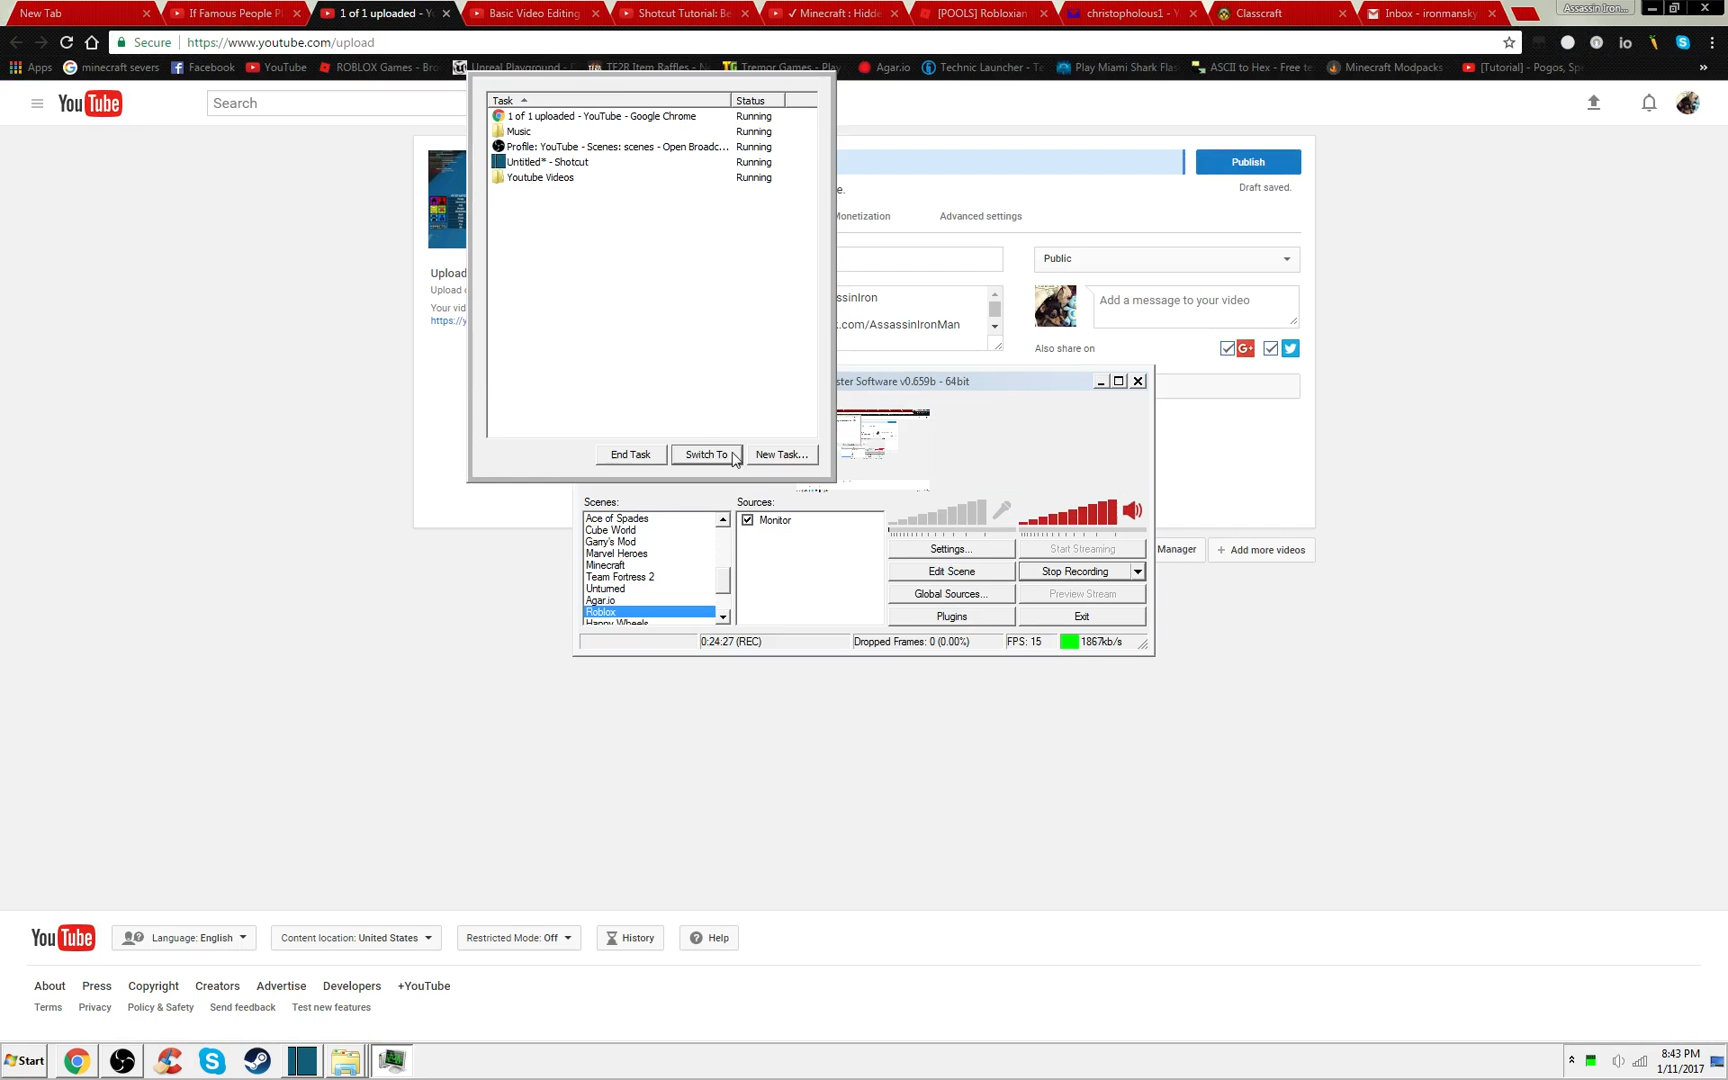 New Tab
If Famous People Pl
1 of 1 uploaded - Yo
Basic Video Editing
Shotcut Tutorial: Be
✓ Minecraft : Hidde
[POOLS] Robloxian
christopholous1 - Y
Classcraft
Inbox - ironmansky
Assassin Iron...
Secure
https://www.youtube.com/upload
io
Apps
minecraft severs
Facebook
YouTube
ROBLOX Games - Bro
Unreal Playground - D
TF2R Item Raffles - N
Tremor Games - Play
Agar.io
Technic Launcher - Te
Play Miami Shark Flas
ASCII to Hex - Free te
Minecraft Modpacks
[Tutorial] - Pogos, Sp
»
YouTube
Search
Task
Status
1 of 1 uploaded - YouTube - Google Chrome
Running
Music
Running
Profile: YouTube - Scenes: scenes - Open Broadc...
Running
Untitled* - Shotcut
Running
Youtube Videos
Running
End Task
Switch To
New Task...
Publish
Draft saved.
e.
Monetization
Advanced settings
Public
Upload
Upload
Your vid
https://y
ssinIron
.com/AssassinIronMan
Add a message to your video
Also share on
G+
ster Software v0.659b - 64bit
Scenes:
Sources:
Ace of Spades
Cube World
Garry's Mod
Marvel Heroes
Minecraft
Team Fortress 2
Unturned
Agar.io
Roblox
Happy Wheels
Monitor
Settings...
Start Streaming
Edit Scene
Stop Recording
Global Sources...
Preview Stream
Plugins
Exit
0:24:27 (REC)
Dropped Frames: 0 (0.00%)
FPS: 15
1867kb/s
Manager
+ Add more videos
YouTube
Language: English
Content location: United States
Restricted Mode: Off
History
Help
About
Press
Copyright
Creators
Advertise
Developers
+YouTube
Terms
Privacy
Policy & Safety
Send feedback
Test new features
Start
8:43 PM
1/11/2017